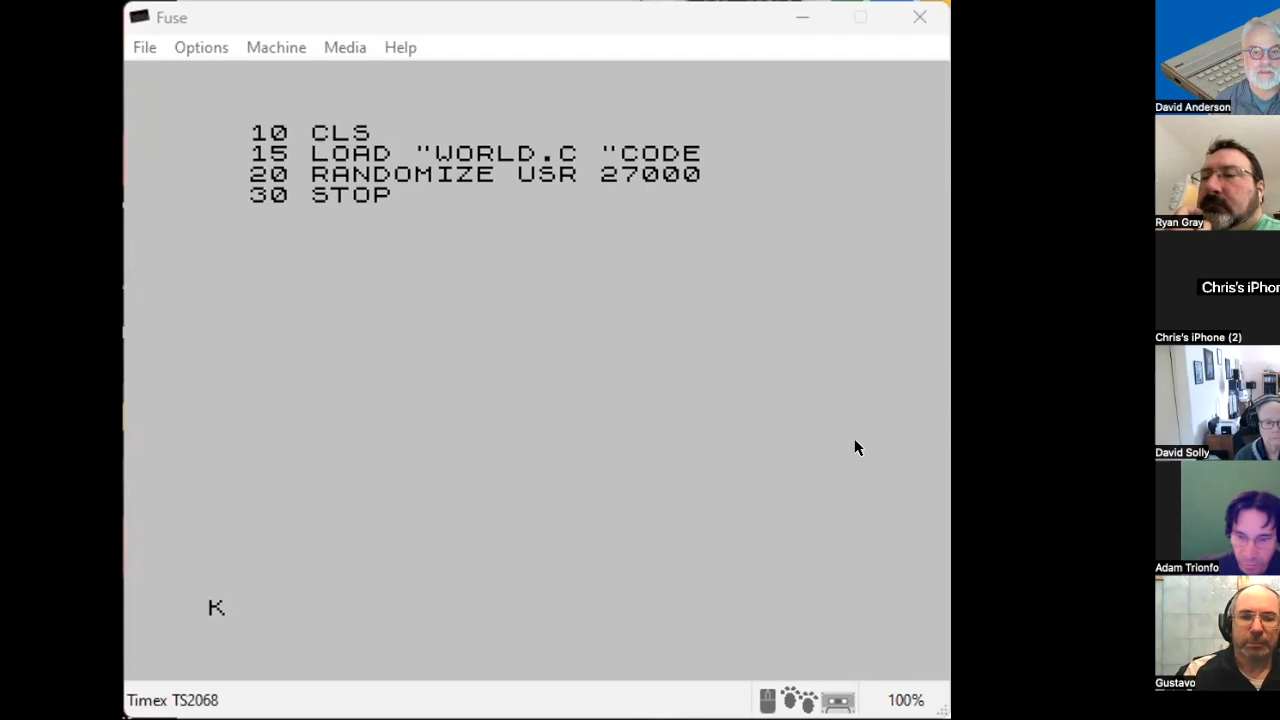 Fuse
File Options Machine Media Help
10 CLS
15 LOAD "WORLD.C "CODE
20 RANDOMIZE USR 27000
30 STOP
K
Timex TS2068
100%
David Anderson
Ryan Gray
Chris's iPhon
Chris's iPhone (2)
David Solly
Adam Trionfo
Gustavo